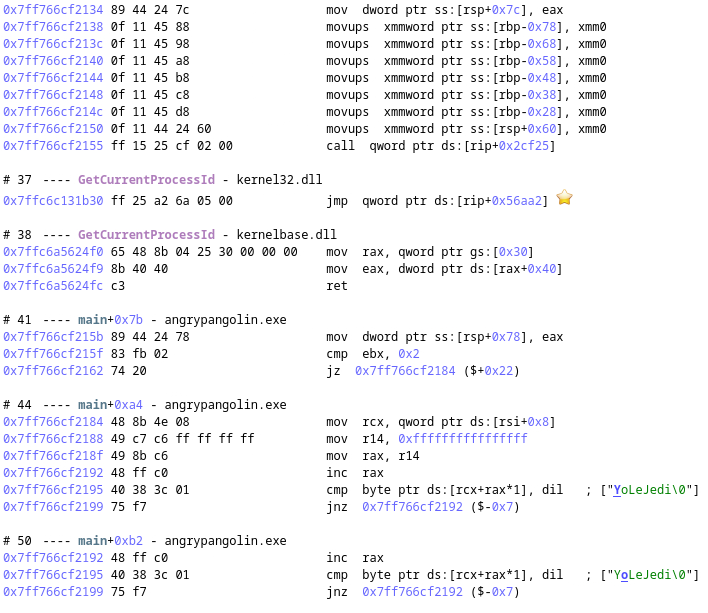 0x7ff766cf2134 89 44 24 7c mov dword ptr ss:[rsp+0x7c], eax
0x7ff766cf2138 0f 11 45 88 movups xmmword ptr ss:[rbp-0x78], xmm0
0x7ff766cf213c 0f 11 45 98 movups xmmword ptr ss:[rbp-0x68], xmm0
0x7ff766cf2140 0f 11 45 a8 movups xmmword ptr ss:[rbp-0x58], xmm0
0x7ff766cf2144 0f 11 45 b8 movups xmmword ptr ss:[rbp-0x48], xmm0
0x7ff766cf2148 0f 11 45 c8 movups xmmword ptr ss:[rbp-0x38], xmm0
0x7ff766cf214c 0f 11 45 d8 movups xmmword ptr ss:[rbp-0x28], xmm0
0x7ff766cf2150 0f 11 44 24 60 movups xmmword ptr ss:[rsp+0x60], xmm0
0x7ff766cf2155 ff 15 25 cf 02 00 call qword ptr ds:[rip+0x2cf25]
# 37 ---- GetCurrentProcessId - kernel32.dll
0x7ffc6c131b30 ff 25 a2 6a 05 00 jmp qword ptr ds:[rip+0x56aa2]
# 38 ---- GetCurrentProcessId - kernelbase.dll
0x7ffc6a5624f0 65 48 8b 04 25 30 00 00 00 mov rax, qword ptr gs:[0x30]
0x7ffc6a5624f9 8b 40 40 mov eax, dword ptr ds:[rax+0x40]
0x7ffc6a5624fc c3 ret
# 41 ---- main+0x7b - angrypangolin.exe
0x7ff766cf215b 89 44 24 78 mov dword ptr ss:[rsp+0x78], eax
0x7ff766cf215f 83 fb 02 cmp ebx, 0x2
0x7ff766cf2162 74 20 jz 0x7ff766cf2184 ($+0x22)
# 44 ---- main+0xa4 - angrypangolin.exe
0x7ff766cf2184 48 8b 4e 08 mov rcx, qword ptr ds:[rsi+0x8]
0x7ff766cf2188 49 c7 c6 ff ff ff ff mov r14, 0xffffffffffffffff
0x7ff766cf218f 49 8b c6 mov rax, r14
0x7ff766cf2192 48 ff c0 inc rax
0x7ff766cf2195 40 38 3c 01 cmp byte ptr ds:[rcx+rax*1], dil ; ["YoLeJedi\0"]
0x7ff766cf2199 75 f7 jnz 0x7ff766cf2192 ($-0x7)
# 50 ---- main+0xb2 - angrypangolin.exe
0x7ff766cf2192 48 ff c0 inc rax
0x7ff766cf2195 40 38 3c 01 cmp byte ptr ds:[rcx+rax*1], dil ; ["YoLeJedi\0"]
0x7ff766cf2199 75 f7 jnz 0x7ff766cf2192 ($-0x7)